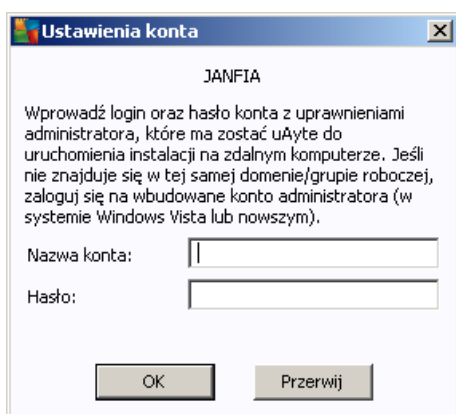 Ustawienia konta
JANFIA
Wprowadź login oraz hasło konta z uprawnieniami
administratora, które ma zostać uAyte do
uruchomienia instalacji na zdalnym komputerze. Jeśli
nie znajduje się w tej samej domenie/grupie roboczej,
zaloguj się na wbudowane konto administratora (w
systemie Windows Vista lub nowszym).
Nazwa konta:
Hasło:
OK Przerwij